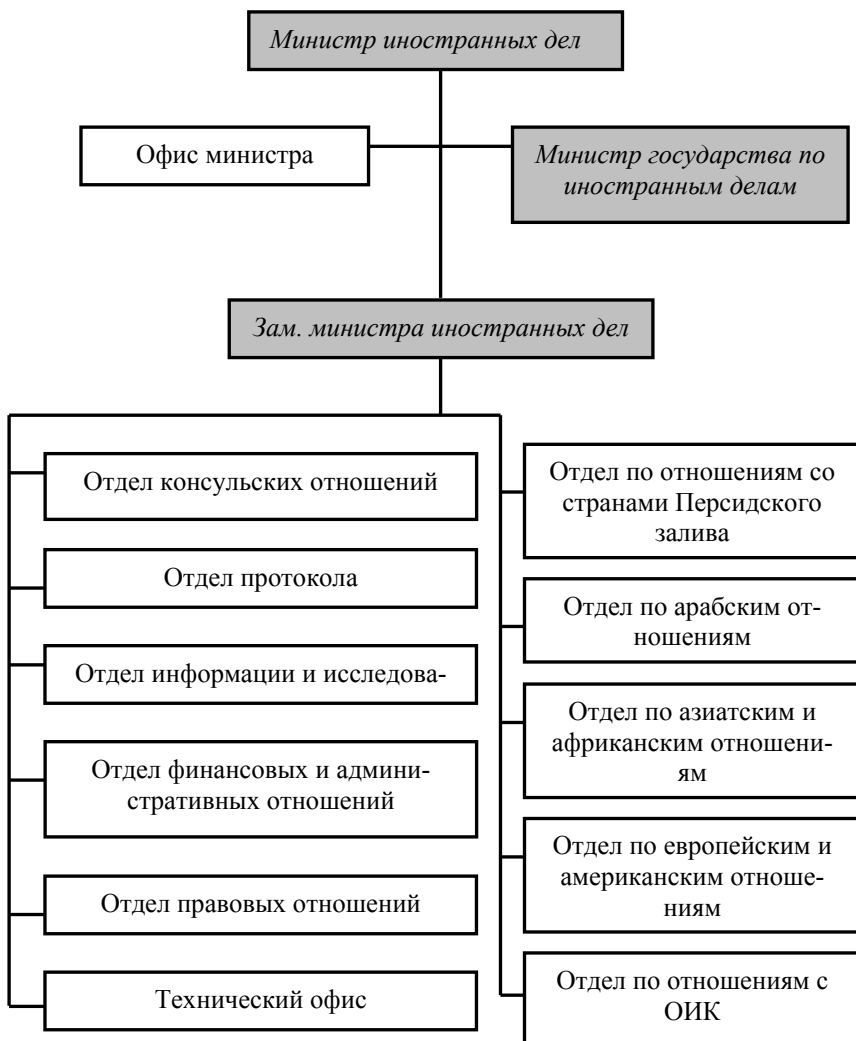 Министр иностранных дел
Офис министра
Министр государства по
иностранным делам
Зам. министра иностранных дел
Отдел консульских отношений
Отдел протокола
Отдел информации и исследова-
Отдел финансовых и админи-
стративных отношений
Отдел правовых отношений
Технический офис
Отдел по отношениям со
странами Персидского
залива
Отдел по арабским от-
ношениям
Отдел по азиатским и
африканским отношени-
ям
Отдел по европейским и
американским отноше-
ниям
Отдел по отношениям с
ОИК